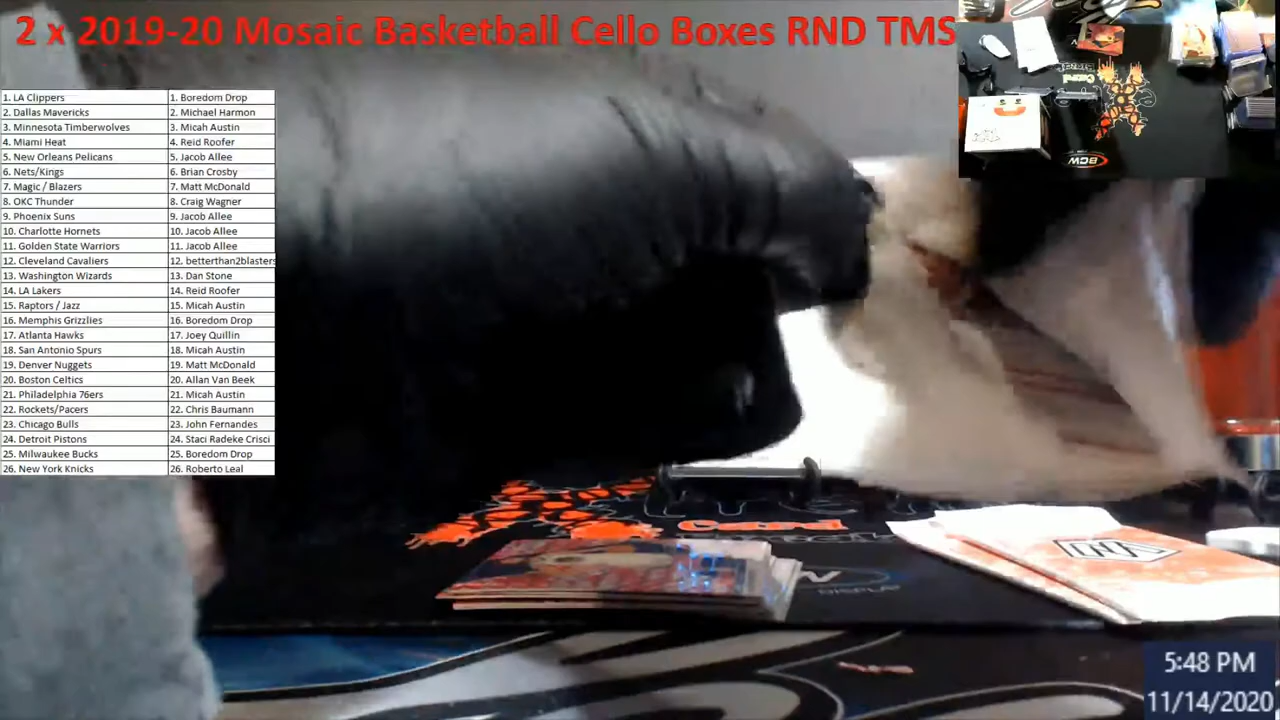 2 x 2019-20 Mosaic Basketball Cello Boxes RND TMS
1. LA Clippers 1. Boredom Drop
2. Dallas Mavericks 2. Michael Harmon
3. Minnesota Timberwolves 3. Micah Austin
4. Miami Heat 4. Reid Roofer
5. New Orleans Pelicans 5. Jacob Allee
6. Nets/Kings 6. Brian Crosby
7. Magic / Blazers 7. Matt McDonald
8. OKC Thunder 8. Craig Wagner
9. Phoenix Suns 9. Jacob Allee
10. Charlotte Hornets 10. Jacob Allee
11. Golden State Warriors 11. Jacob Allee
12. Cleveland Cavaliers 12. betterthan2blasters
13. Washington Wizards 13. Dan Stone
14. LA Lakers 14. Reid Roofer
15. Raptors / Jazz 15. Micah Austin
16. Memphis Grizzlies 16. Boredom Drop
17. Atlanta Hawks 17. Joey Quillin
18. San Antonio Spurs 18. Micah Austin
19. Denver Nuggets 19. Matt McDonald
20. Boston Celtics 20. Allan Van Beek
21. Philadelphia 76ers 21. Micah Austin
22. Rockets/Pacers 22. Chris Baumann
23. Chicago Bulls 23. John Fernandes
24. Detroit Pistons 24. Staci Radeke Crisci
25. Milwaukee Bucks 25. Boredom Drop
26. New York Knicks 26. Roberto Leal
BCW
Card
DISPLAY
5:48 PM
11/14/2020